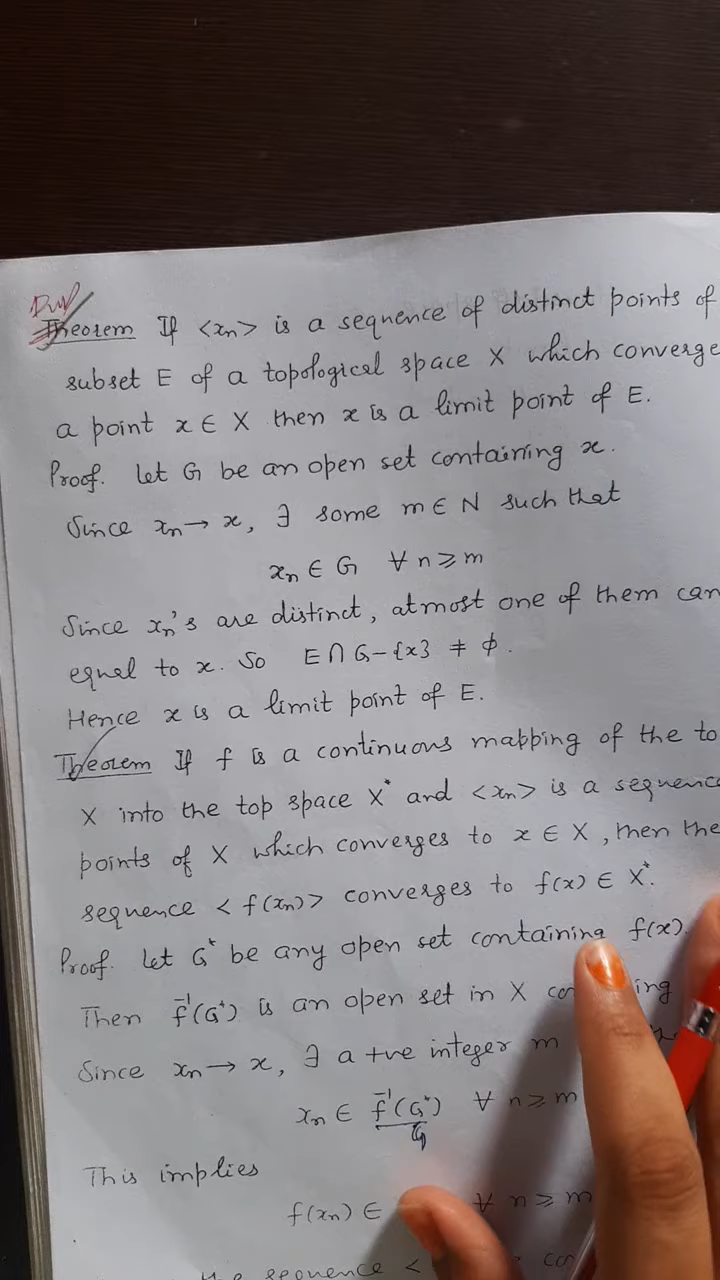 Theorem If <xn> is a sequence of distinct points of
subset E of a topological space X which converge
a point x ∈ X then x is a limit point of E.
Proof. Let G be an open set containing x.
Since xn → x, ∃ some m ∈ N such that
xn ∈ G ∀ n ≥ m
Since xn's are distinct, atmost one of them can
equal to x. So E ∩ G - {x} ≠ ϕ.
Hence x is a limit point of E.
Theorem If f is a continuous mapping of the to
X into the top space X* and <xn> is a sequence
points of X which converges to x ∈ X, then the
sequence < f(xn) > converges to f(x) ∈ X*.
Proof. Let G* be any open set containing f(x).
Then f⁻¹(G*) is an open set in X ing
Since xn → x, ∃ a +ve integer m
xn ∈ f⁻¹(G*) ∀ n ≥ m
G
This implies
f(xn) ∈ ∀ n ≥ m
sequence <